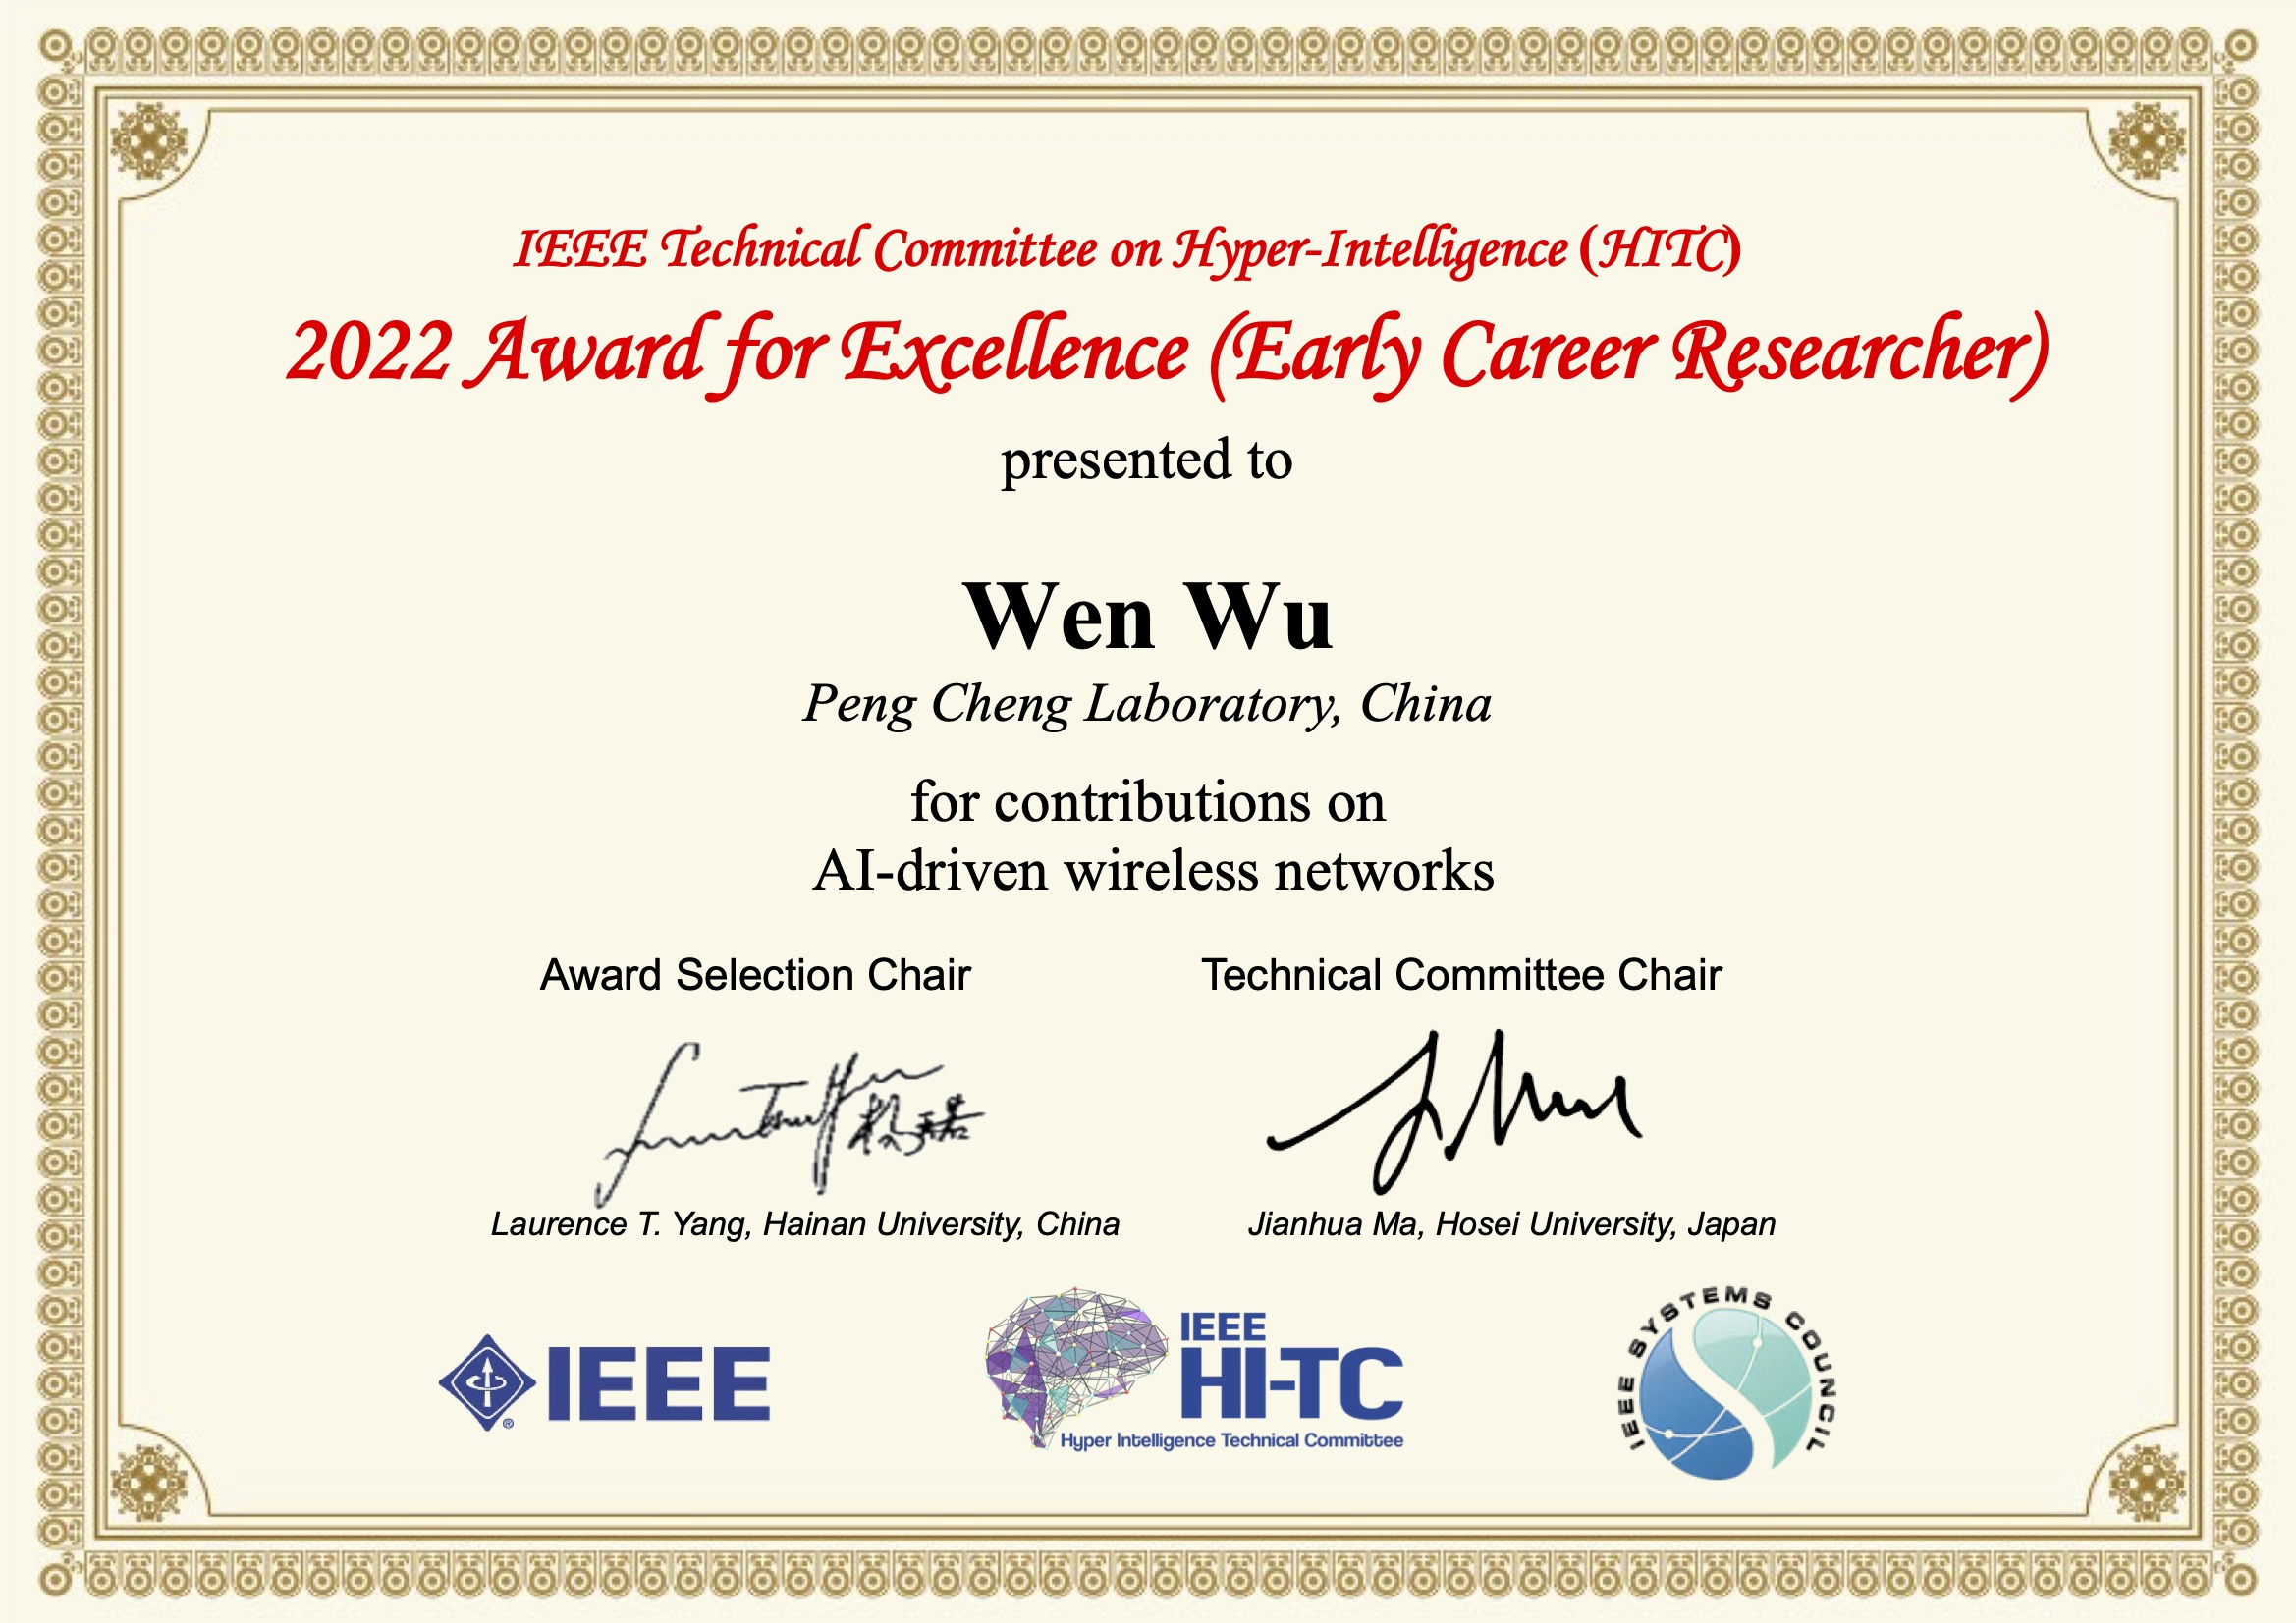 IEEE Technical Committee on Hyper-Intelligence (HITC)
2022 Award for Excellence (Early Career Researcher)
presented to
Wen Wu
Peng Cheng Laboratory, China
for contributions on
AI-driven wireless networks
Award Selection Chair
Technical Committee Chair
Laurence T. Yang, Hainan University, China
Jianhua Ma, Hosei University, Japan
IEEE
IEEE
HI-TC
Hyper Intelligence Technical Committee
IEEE SYSTEMS COUNCIL